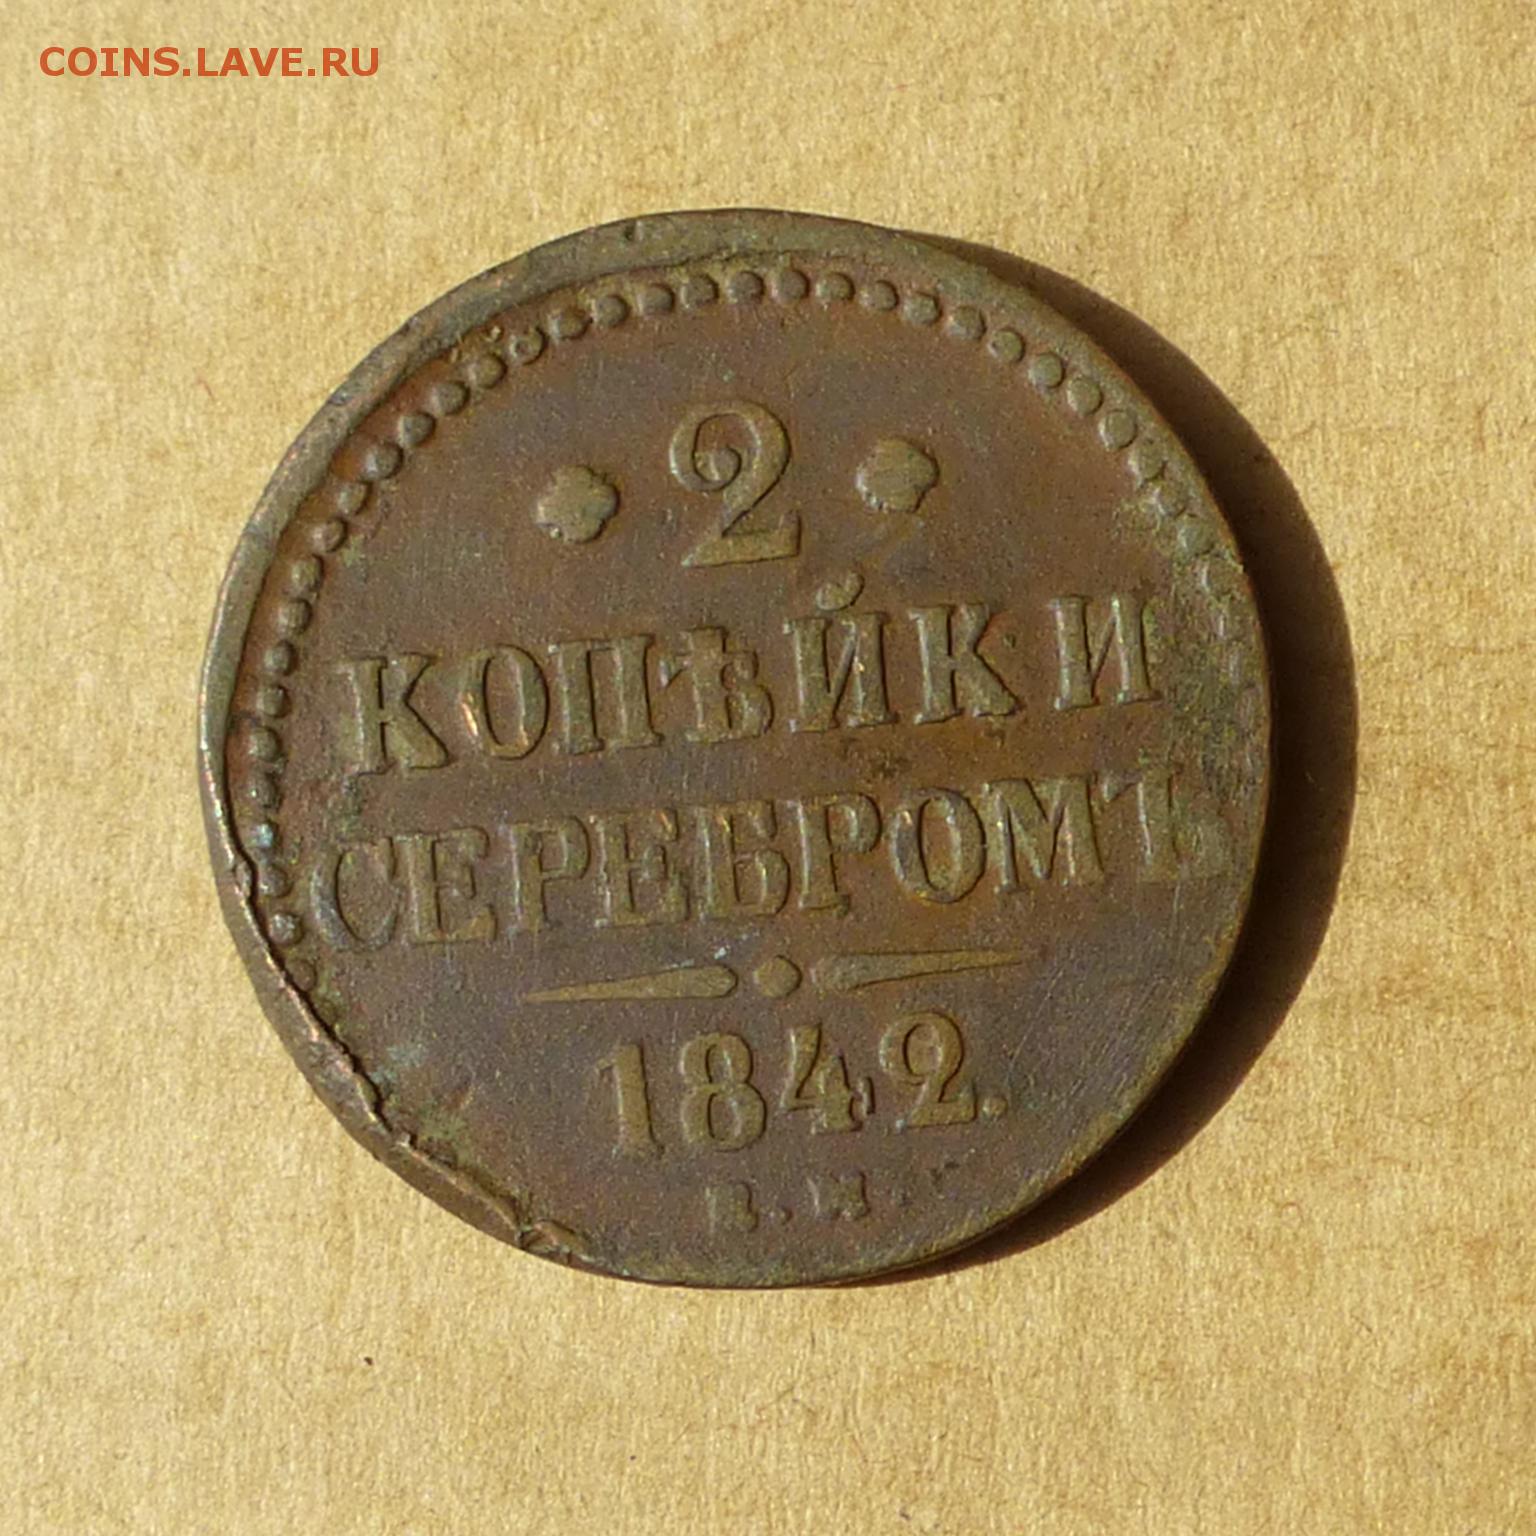 COINS.LAVE.RU
2
КОПѢЙКИ
СЕРЕБРОМЪ
1842.